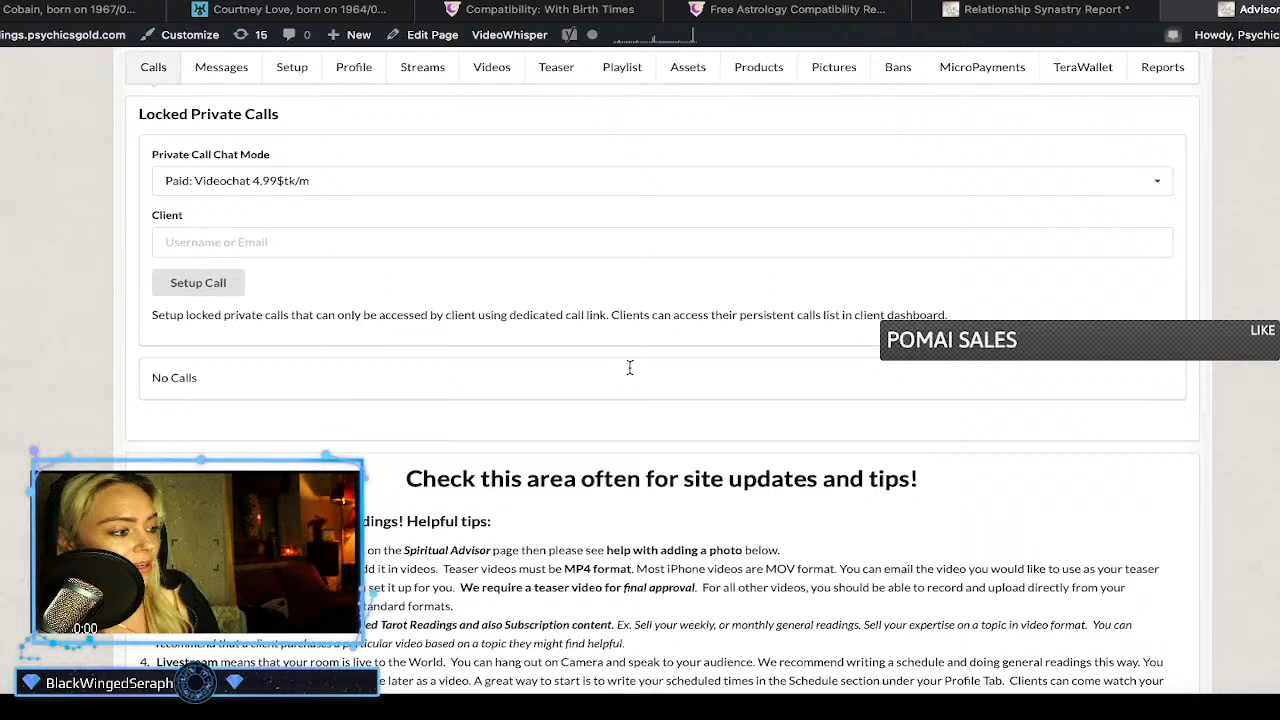 Cobain, born on 1967/0...
Courtney Love, born on 1964/0...
Compatibility: With Birth Times
Free Astrology Compatibility Re...
Relationship Synastry Report *
Advisor
ings.psychicsgold.com
Customize
15
0
New
Edit Page
VideoWhisper
Howdy, Psychic
Calls
Messages
Setup
Profile
Streams
Videos
Teaser
Playlist
Assets
Products
Pictures
Bans
MicroPayments
TeraWallet
Reports
Locked Private Calls
Private Call Chat Mode
Paid: Videochat 4.99$tk/m
Client
Username or Email
Setup Call
Setup locked private calls that can only be accessed by client using dedicated call link. Clients can access their persistent calls list in client dashboard.
POMAI SALES
LIKE
No Calls
Check this area often for site updates and tips!
dings! Helpful tips:
on the Spiritual Advisor page then please see help with adding a photo below.
dd it in videos. Teaser videos must be MP4 format. Most iPhone videos are MOV format. You can email the video you would like to use as your teaser
set it up for you. We require a teaser video for final approval. For all other videos, you should be able to record and upload directly from your
tandard formats.
ed Tarot Readings and also Subscription content. Ex. Sell your weekly, or monthly general readings. Sell your expertise on a topic in video format. You can
recommend that a client purchases a particular video based on a topic they might find helpful.
4. Livestream means that your room is live to the World. You can hang out on Camera and speak to your audience. We recommend writing a schedule and doing general readings this way. You
e later as a video. A great way to start is to write your scheduled times in the Schedule section under your Profile Tab. Clients can come watch your
0:00
BlackWingedSeraph